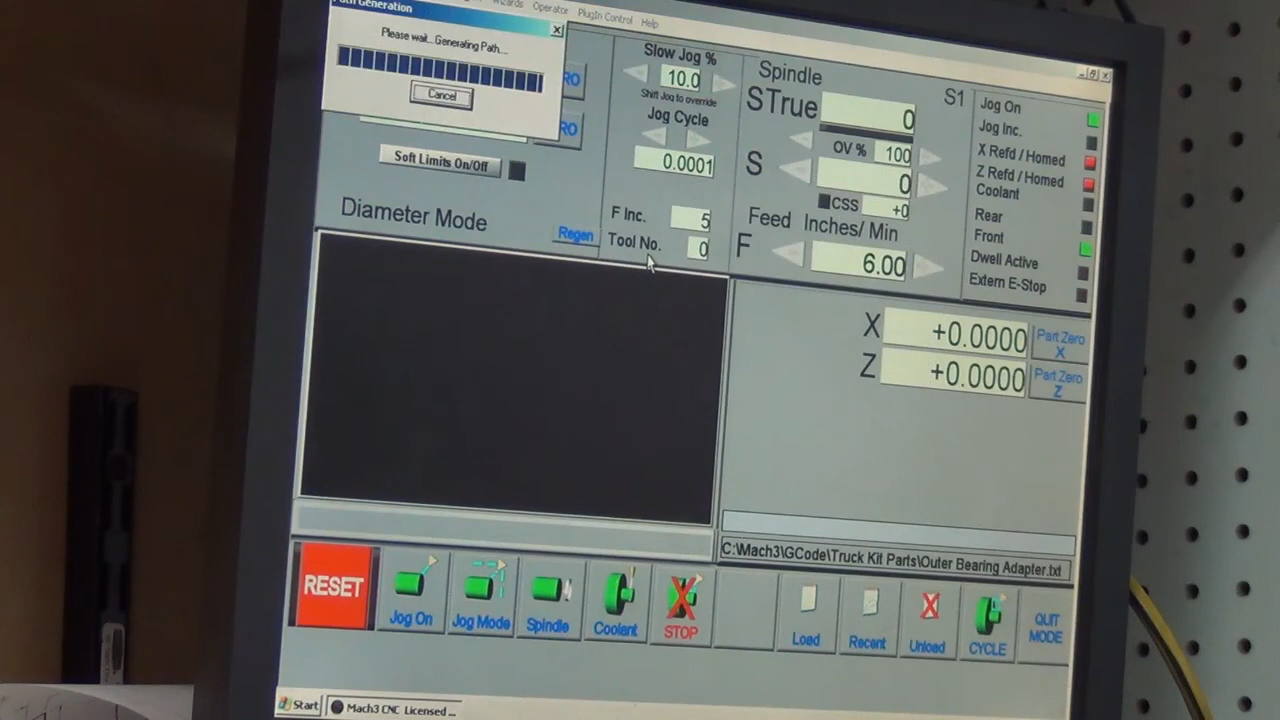 Path Generation
Wizards Operator PlugIn Control Help
Please wait...Generating Path....
Cancel
RO
RO
Soft Limits On/Off
Diameter Mode
Regen
Slow Jog %
10.0
Shift Jog to override
Jog Cycle
0.0001
F Inc. 5
Tool No. 0
Spindle
STrue 0
S1
OV% 100
S 0
CSS +0
Feed Inches/ Min
F 6.00
Jog On
Jog Inc.
X Refd / Homed
Z Refd / Homed
Coolant
Rear
Front
Dwell Active
Extern E-Stop
X +0.0000 Part Zero X
Z +0.0000 Part Zero Z
C:\Mach3\GCode\Truck Kit Parts\Outer Bearing Adapter.txt
RESET
Jog On
Jog Mode
Spindle
Coolant
STOP
Load
Recent
Unload
CYCLE
QUIT MODE
Start
Mach3 CNC Licensed ...